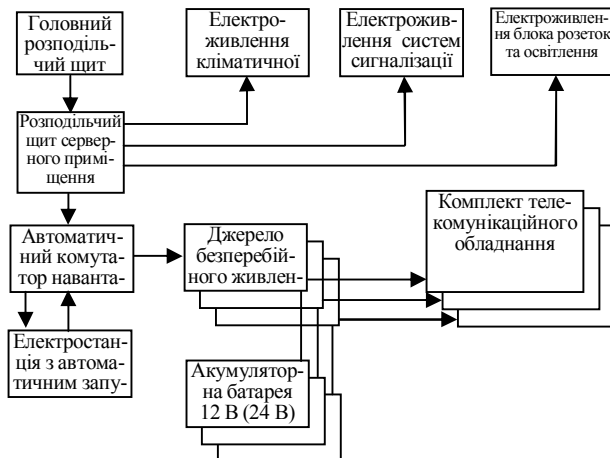 Головний
розподіль-
чий щит
Електро-
живлення
кліматичної
Електрожи-
влення систем
сигналізації
Електроживлен-
ня блока розеток
та освітлення
Розподільчий
щит сервер-
ного примі-
щення
Автоматич-
ний комута-
тор наванта-
Джерело
безперебій-
ного живлен-
Комплект теле-
комунікаційного
обладнання
Електростан-
ція з автома-
тичним запу-
Акумулятор-
на батарея
12 В (24 В)